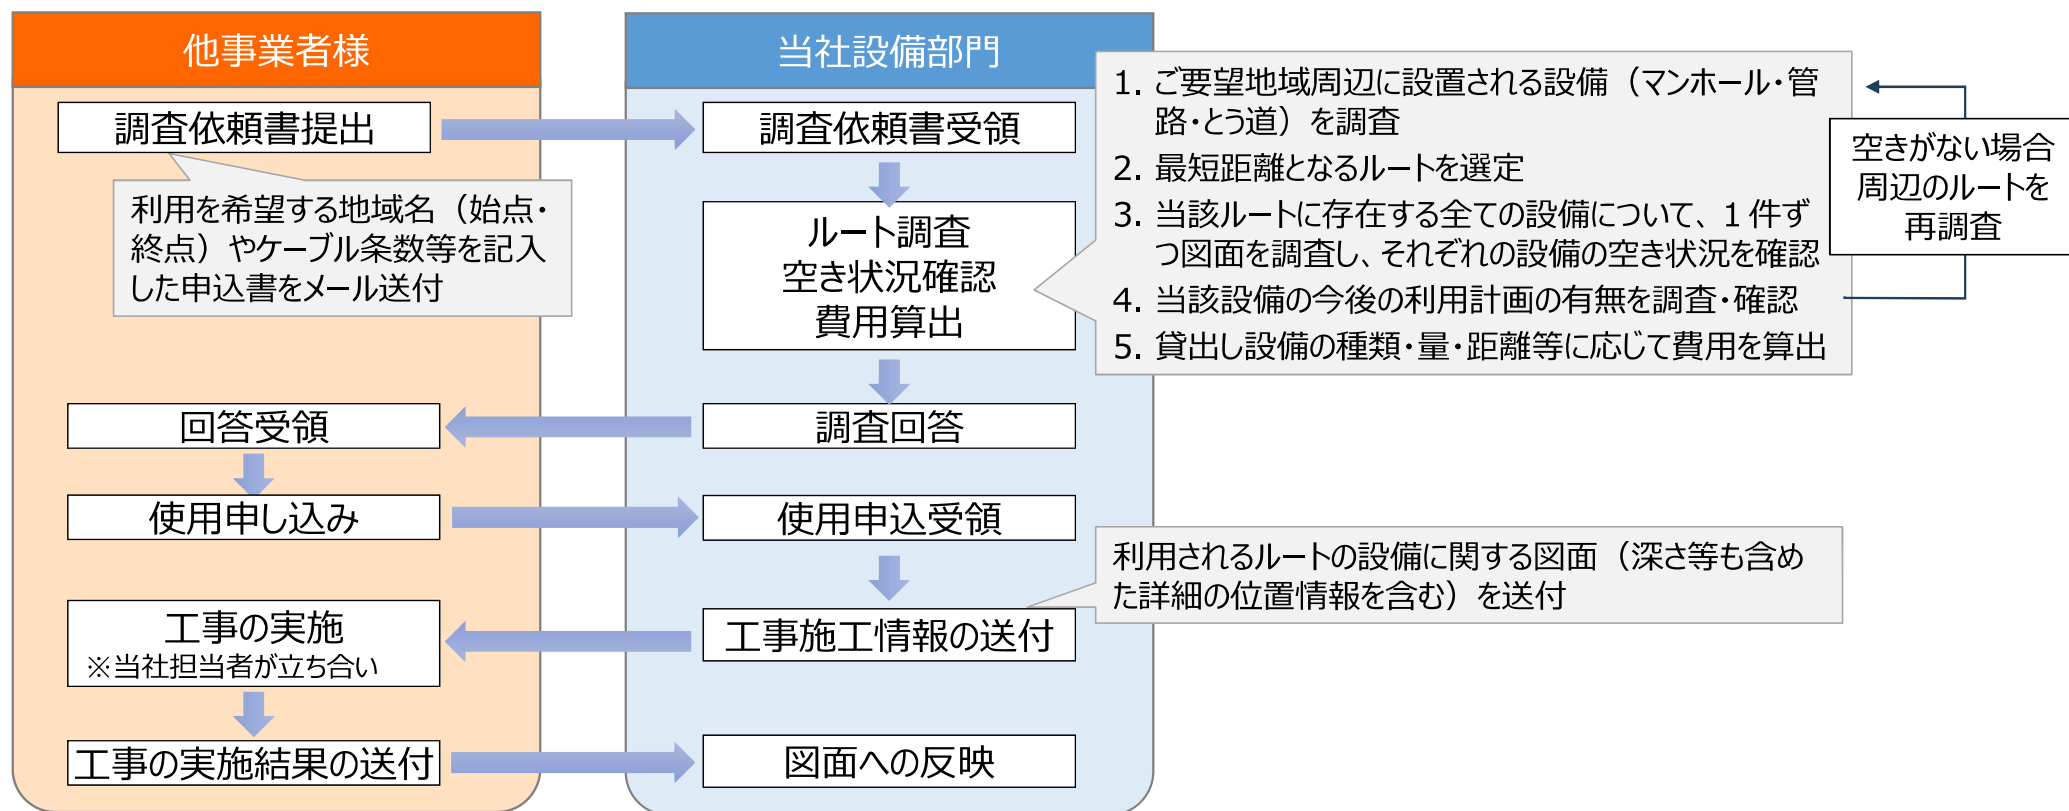 他事業者様
当社設備部門
調査依頼書提出
利用を希望する地域名（始点・
終点）やケーブル条数等を記入
した申込書をメール送付
調査依頼書受領
ルート調査
空き状況確認
費用算出
1. ご要望地域周辺に設置される設備（マンホール・管
路・とう道）を調査
2. 最短距離となるルートを選定
3. 当該ルートに存在する全ての設備について、１件ず
つ図面を調査し、それぞれの設備の空き状況を確認
4. 当該設備の今後の利用計画の有無を調査・確認
5. 貸出し設備の種類・量・距離等に応じて費用を算出
空きがない場合
周辺のルートを
再調査
調査回答
回答受領
使用申し込み
使用申込受領
利用されるルートの設備に関する図面（深さ等も含め
た詳細の位置情報を含む）を送付
工事施工情報の送付
工事の実施
※当社担当者が立ち合い
工事の実施結果の送付
図面への反映